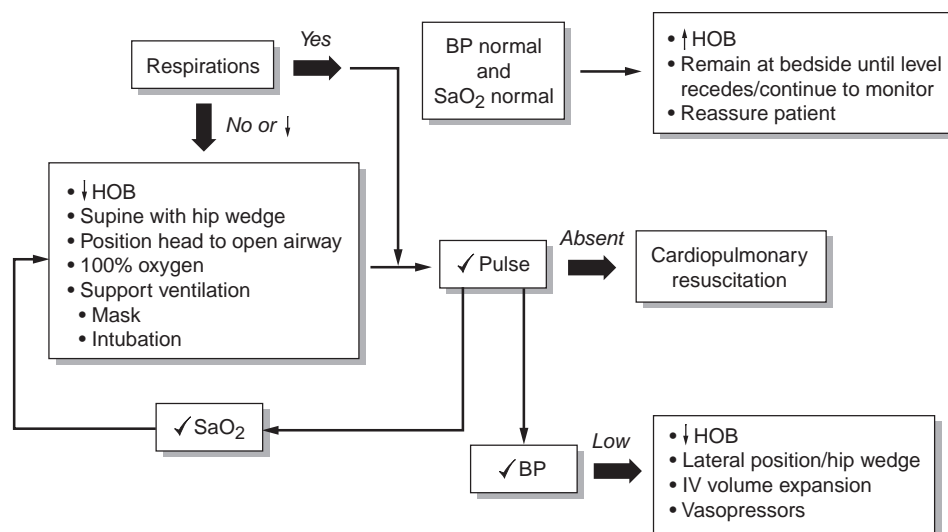 Respirations
Yes
No or ↓
BP normal
and
SaO₂ normal
• ↑ HOB
• Remain at bedside until level
recedes/continue to monitor
• Reassure patient
• ↓ HOB
• Supine with hip wedge
• Position head to open airway
• 100% oxygen
• Support ventilation
• Mask
• Intubation
✓ Pulse
Absent
Cardiopulmonary
resuscitation
✓ SaO₂
✓ BP
Low
• ↓ HOB
• Lateral position/hip wedge
• IV volume expansion
• Vasopressors